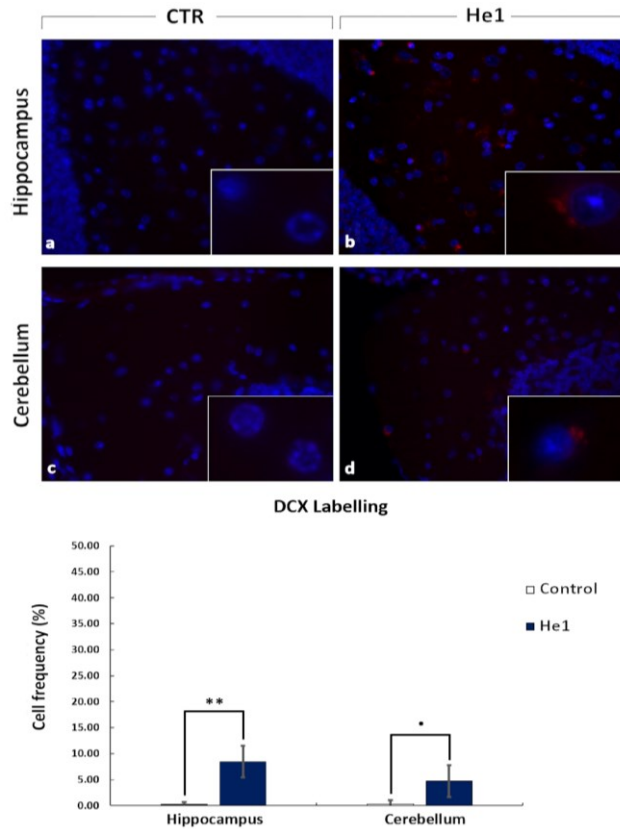 CTR He1
Hippocampus
a b
Cerebellum
c d
DCX Labelling
50.00
45.00
40.00
35.00
30.00
25.00
20.00
15.00
10.00
5.00
0.00
Cell frequency (%)
**
*
Control
He1
Hippocampus Cerebellum